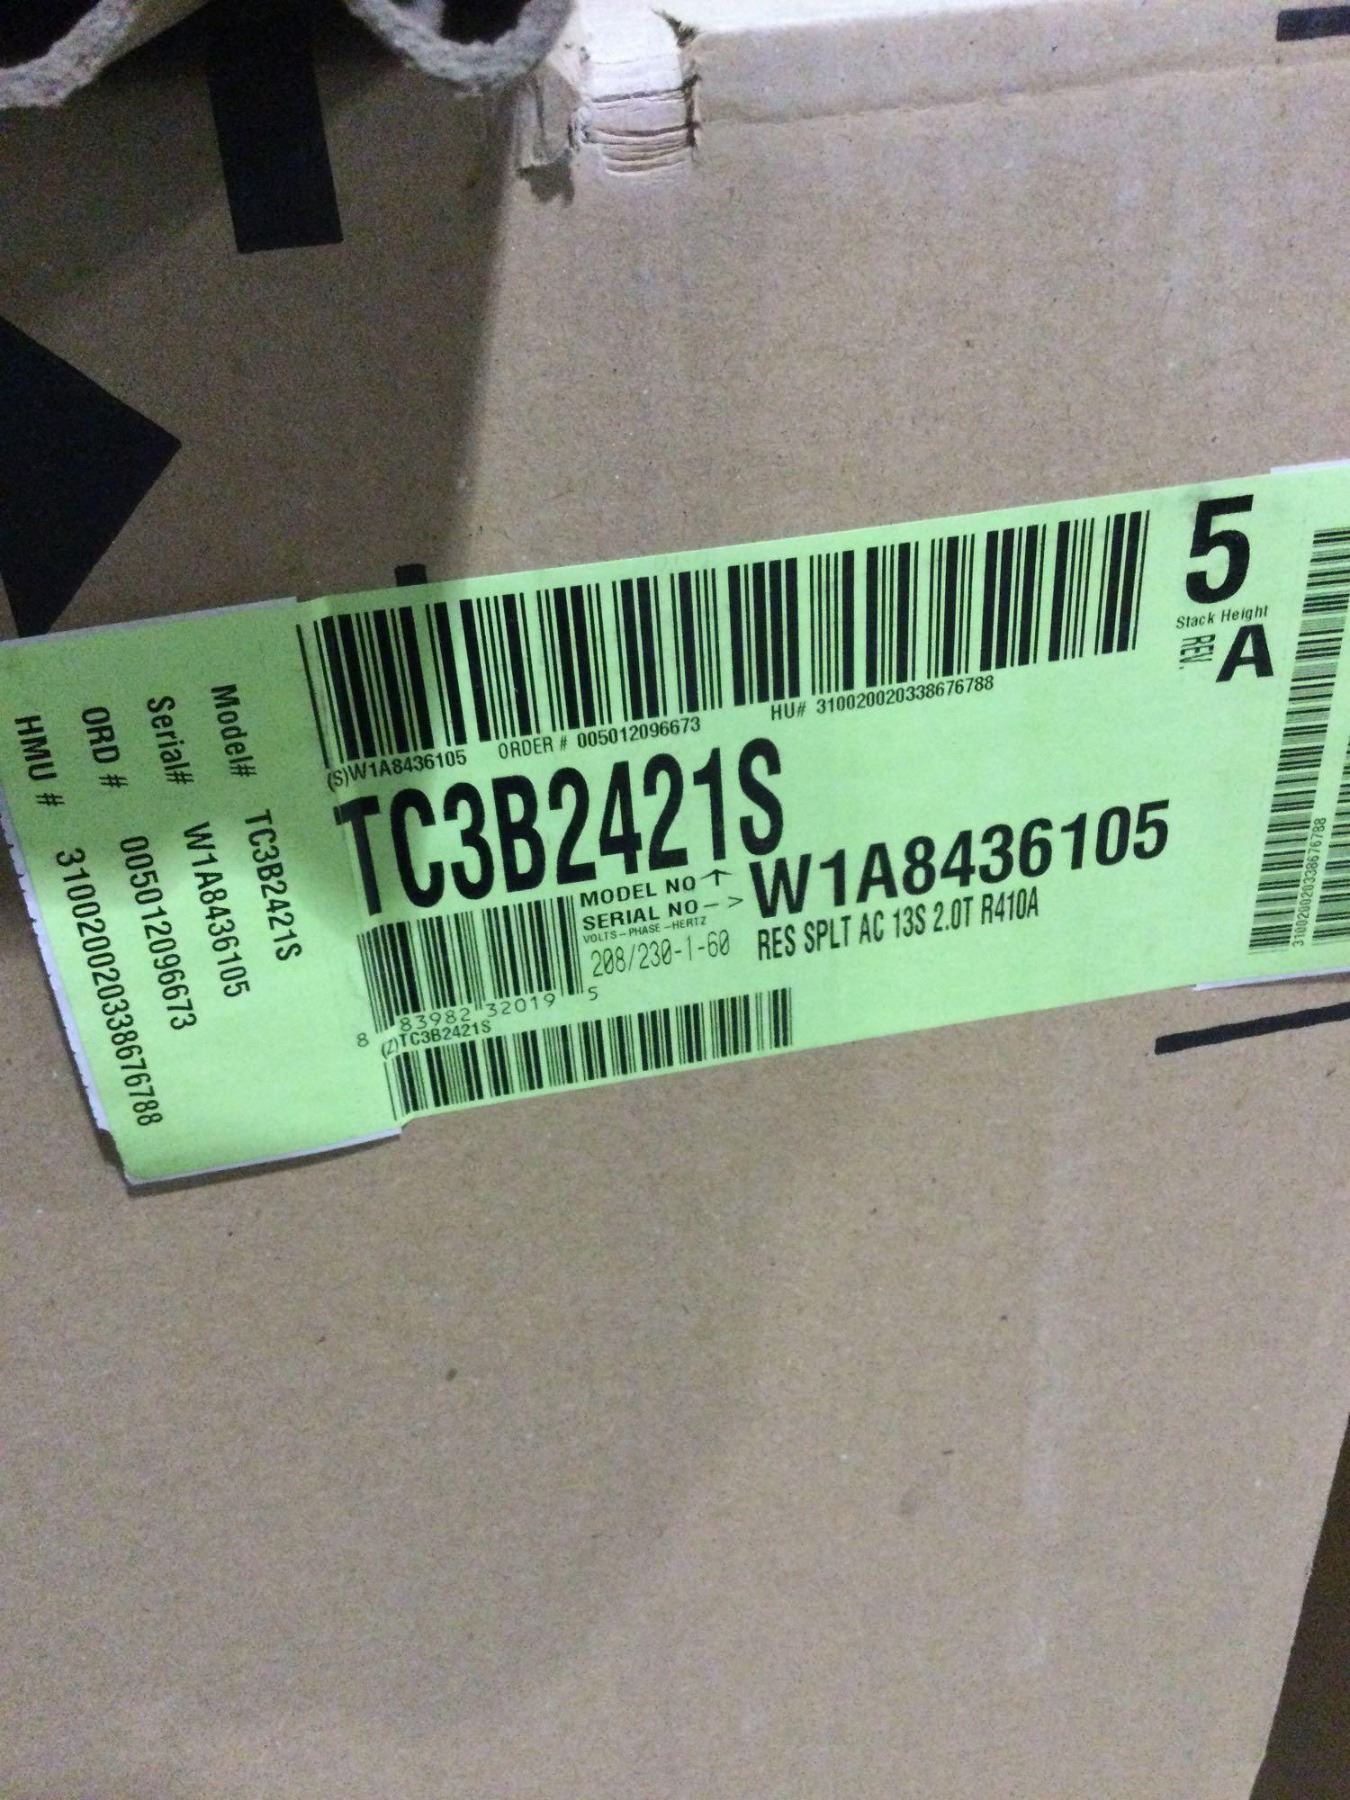 5
Stack Height
REV. A
(S)W1A8436105 ORDER # 005012096673 HU# 310020020338676788
TC3B2421S
MODEL NO ↑
SERIAL NO -->
W1A8436105
VOLTS-PHASE-HERTZ
208/230-1-60
RES SPLT AC 13S 2.0T R410A
8 83982 32019 5
(Z)TC3B2421S
Model# TC3B2421S
Serial# W1A8436105
ORD # 005012096673
HMU # 310020020338676788
310020020338676788